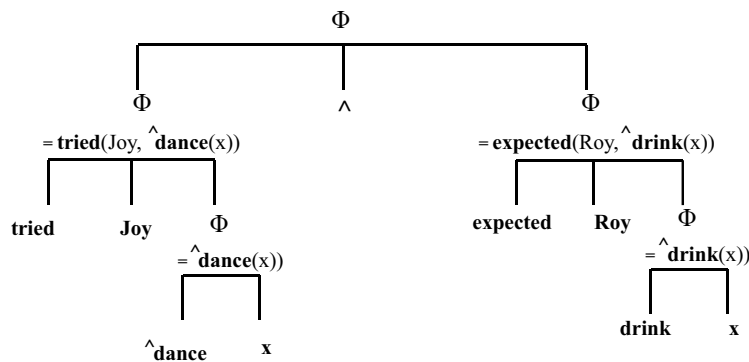 Φ
Φ ^ Φ
= tried(Joy, ^dance(x)) = expected(Roy, ^drink(x))
tried Joy Φ expected Roy Φ
= ^dance(x)) = ^drink(x))
^dance x drink x